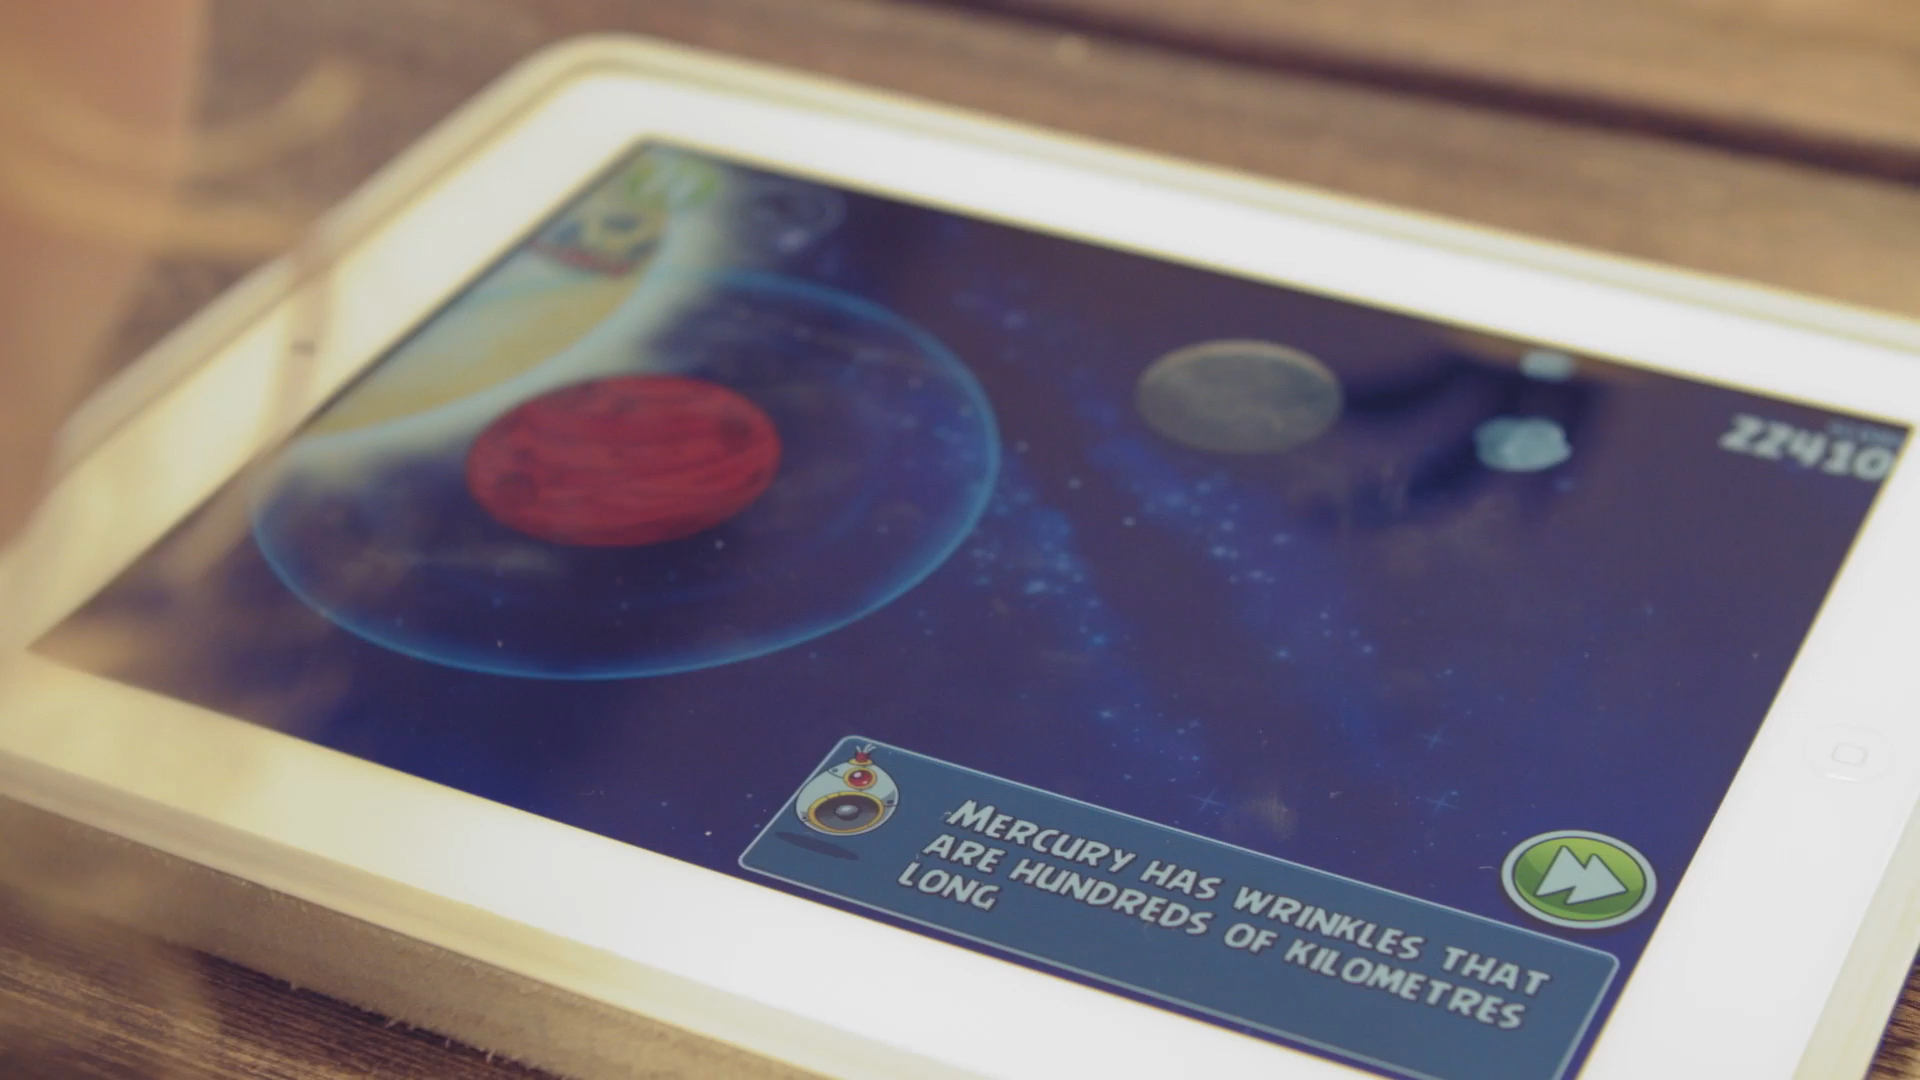 22410
MERCURY HAS WRINKLES THAT
ARE HUNDREDS OF KILOMETRES
LONG